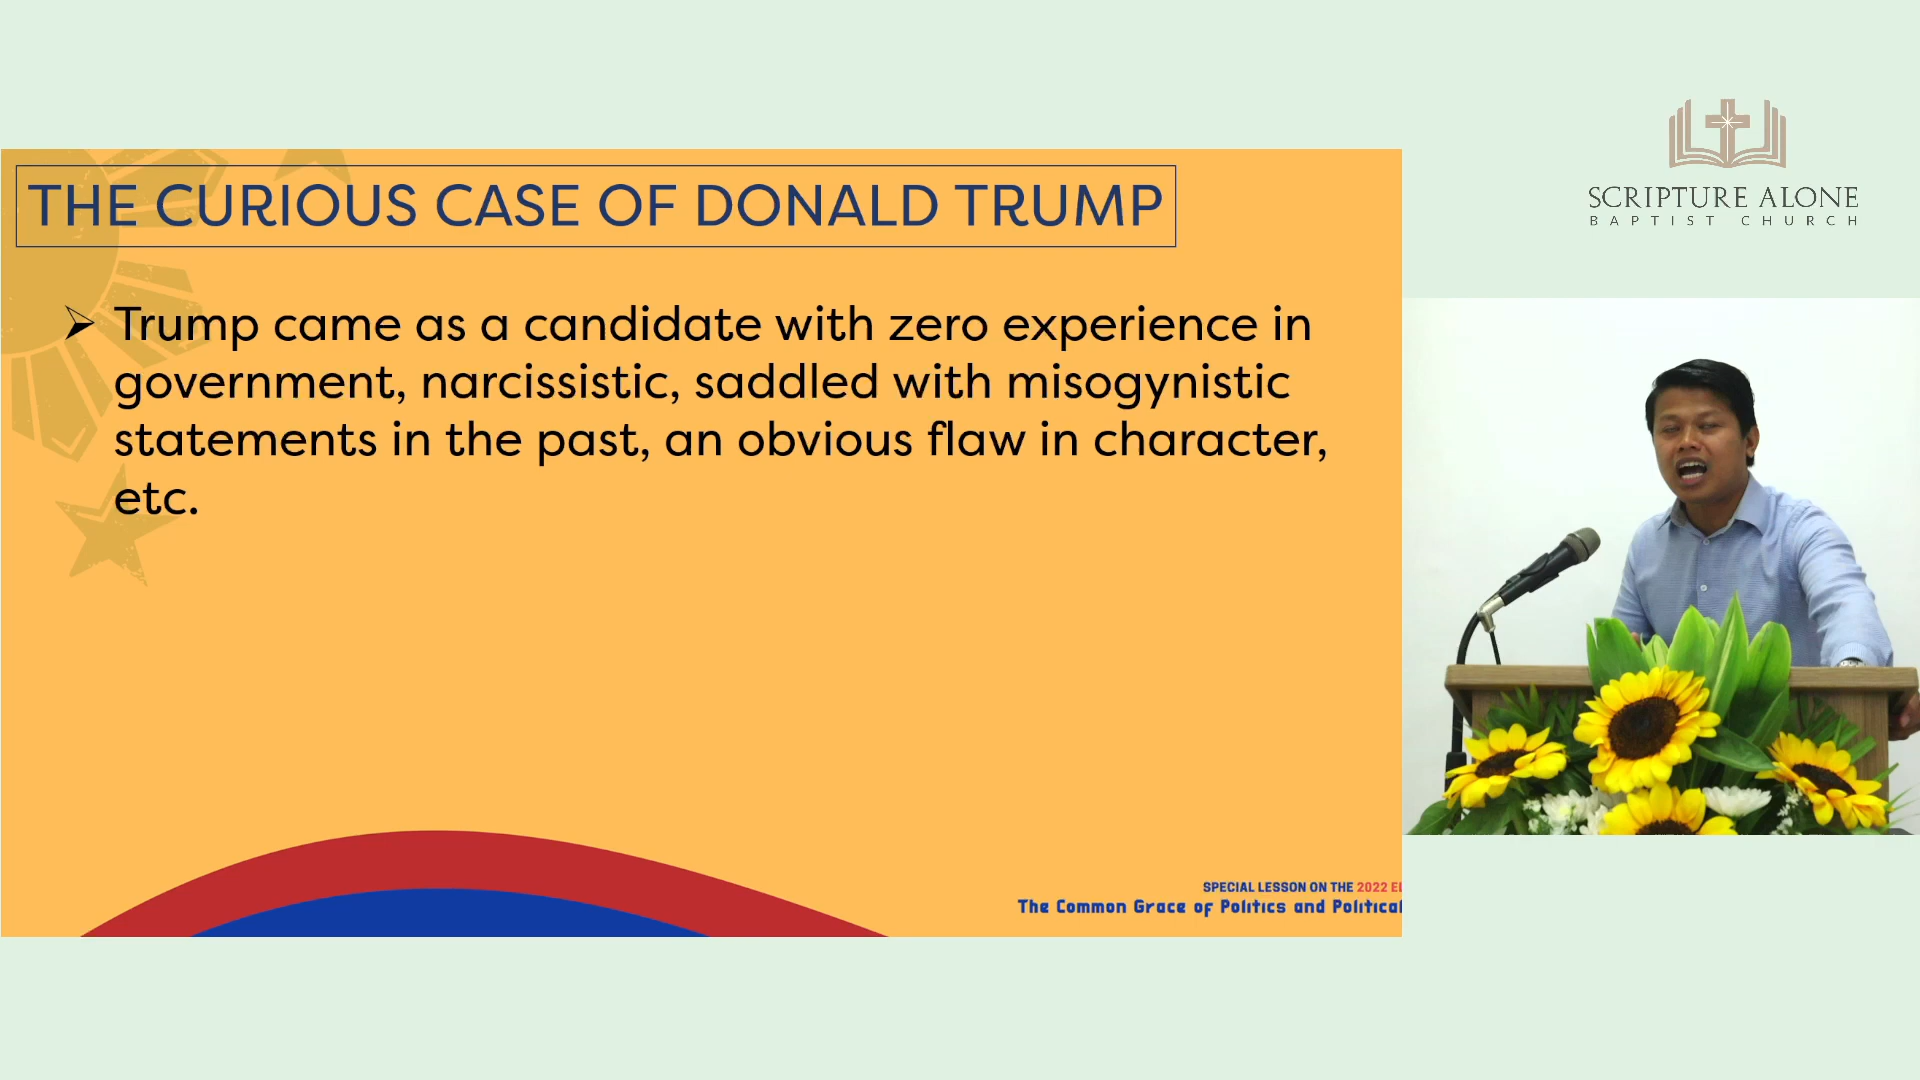 THE CURIOUS CASE OF DONALD TRUMP
Trump came as a candidate with zero experience in
government, narcissistic, saddled with misogynistic
statements in the past, an obvious flaw in character,
etc.
SPECIAL LESSON ON THE 2022
The Common Grace of Politics and Political
SCRIPTURE ALONE
BAPTIST CHURCH